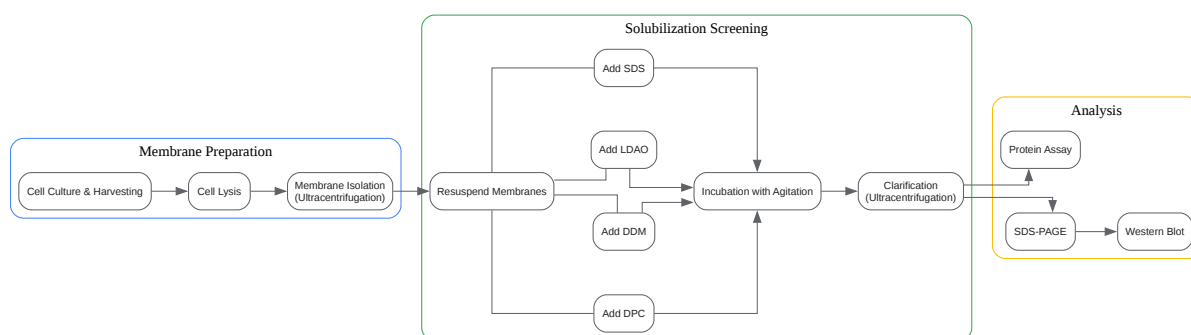 Solubilization Screening
Add SDS
Analysis
Membrane Preparation
Add LDAO
Protein Assay
Cell Culture & Harvesting
Cell Lysis
Membrane Isolation
(Ultracentrifugation)
Resuspend Membranes
Incubation with Agitation
Clarification
(Ultracentrifugation)
Add DDM
SDS-PAGE
Western Blot
Add DPC